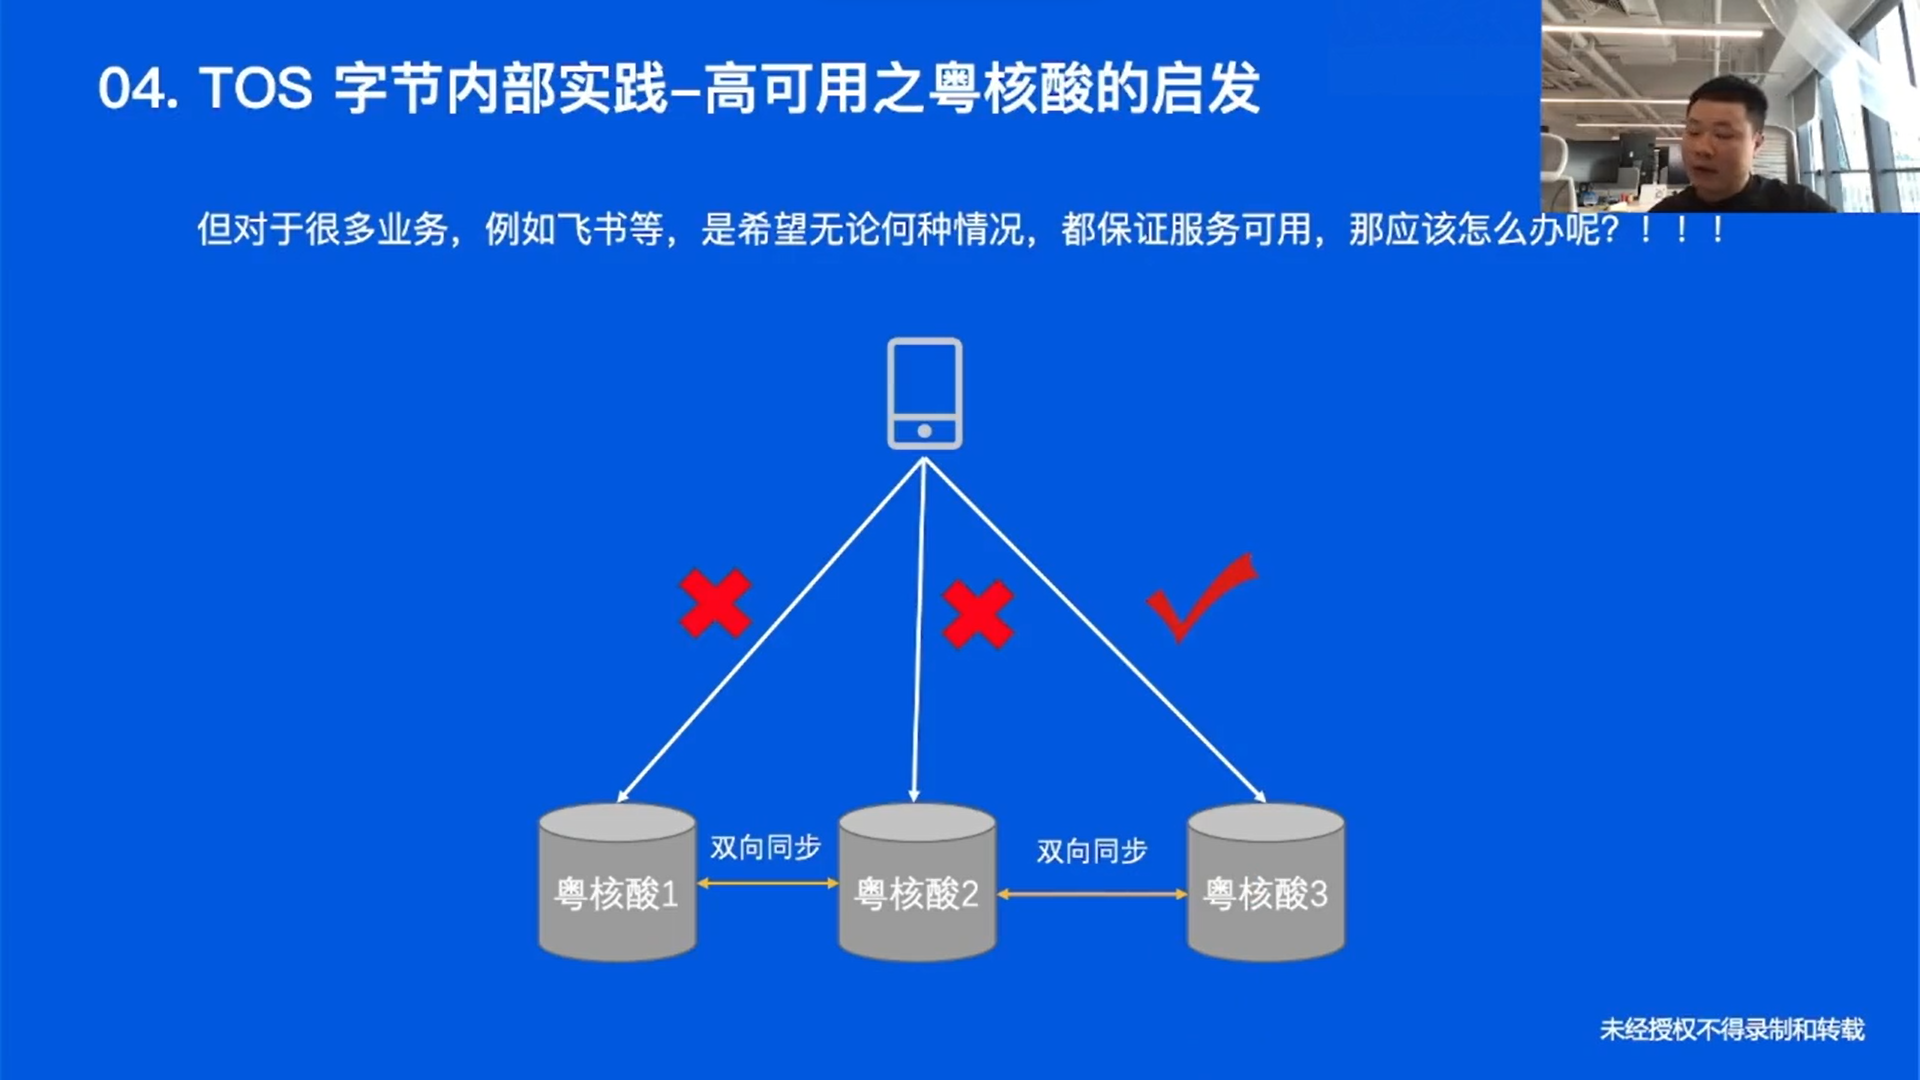 04. TOS 字节内部实践–高可用之粤核酸的启发
但对于很多业务，例如飞书等，是希望无论何种情况，都保证服务可用，那应该怎么办呢？！！！
双向同步
双向同步
粤核酸1
粤核酸2
粤核酸3
未经授权不得录制和转载